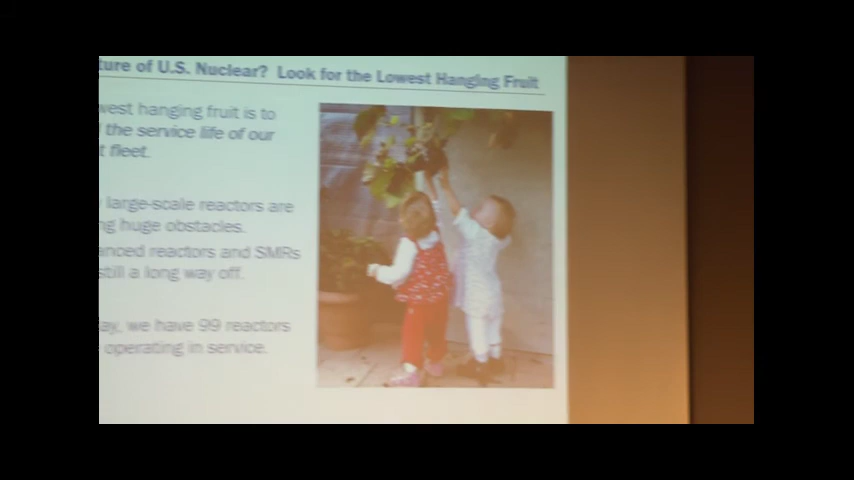 ture of U.S. Nuclear? Look for the Lowest Hanging Fruit
west hanging fruit is to
the service life of our
t fleet.
large-scale reactors are
ng huge obstacles.
anced reactors and SMRs
still a long way off.
ay, we have 99 reactors
operating in service.